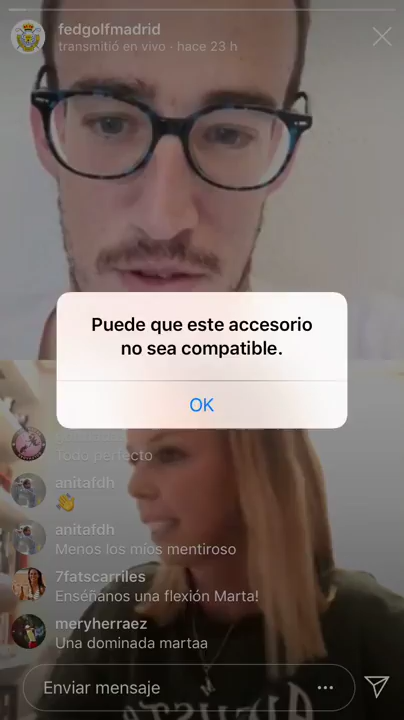 fedgolfmadrid
transmitió en vivo · hace 23 h
Puede que este accesorio
no sea compatible.
OK
Todo perfecto
anitafdh
anitafdh
Menos los míos mentiroso
7fatscarriles
Enséñanos una flexión Marta!
meryherraez
Una dominada martaa
Enviar mensaje